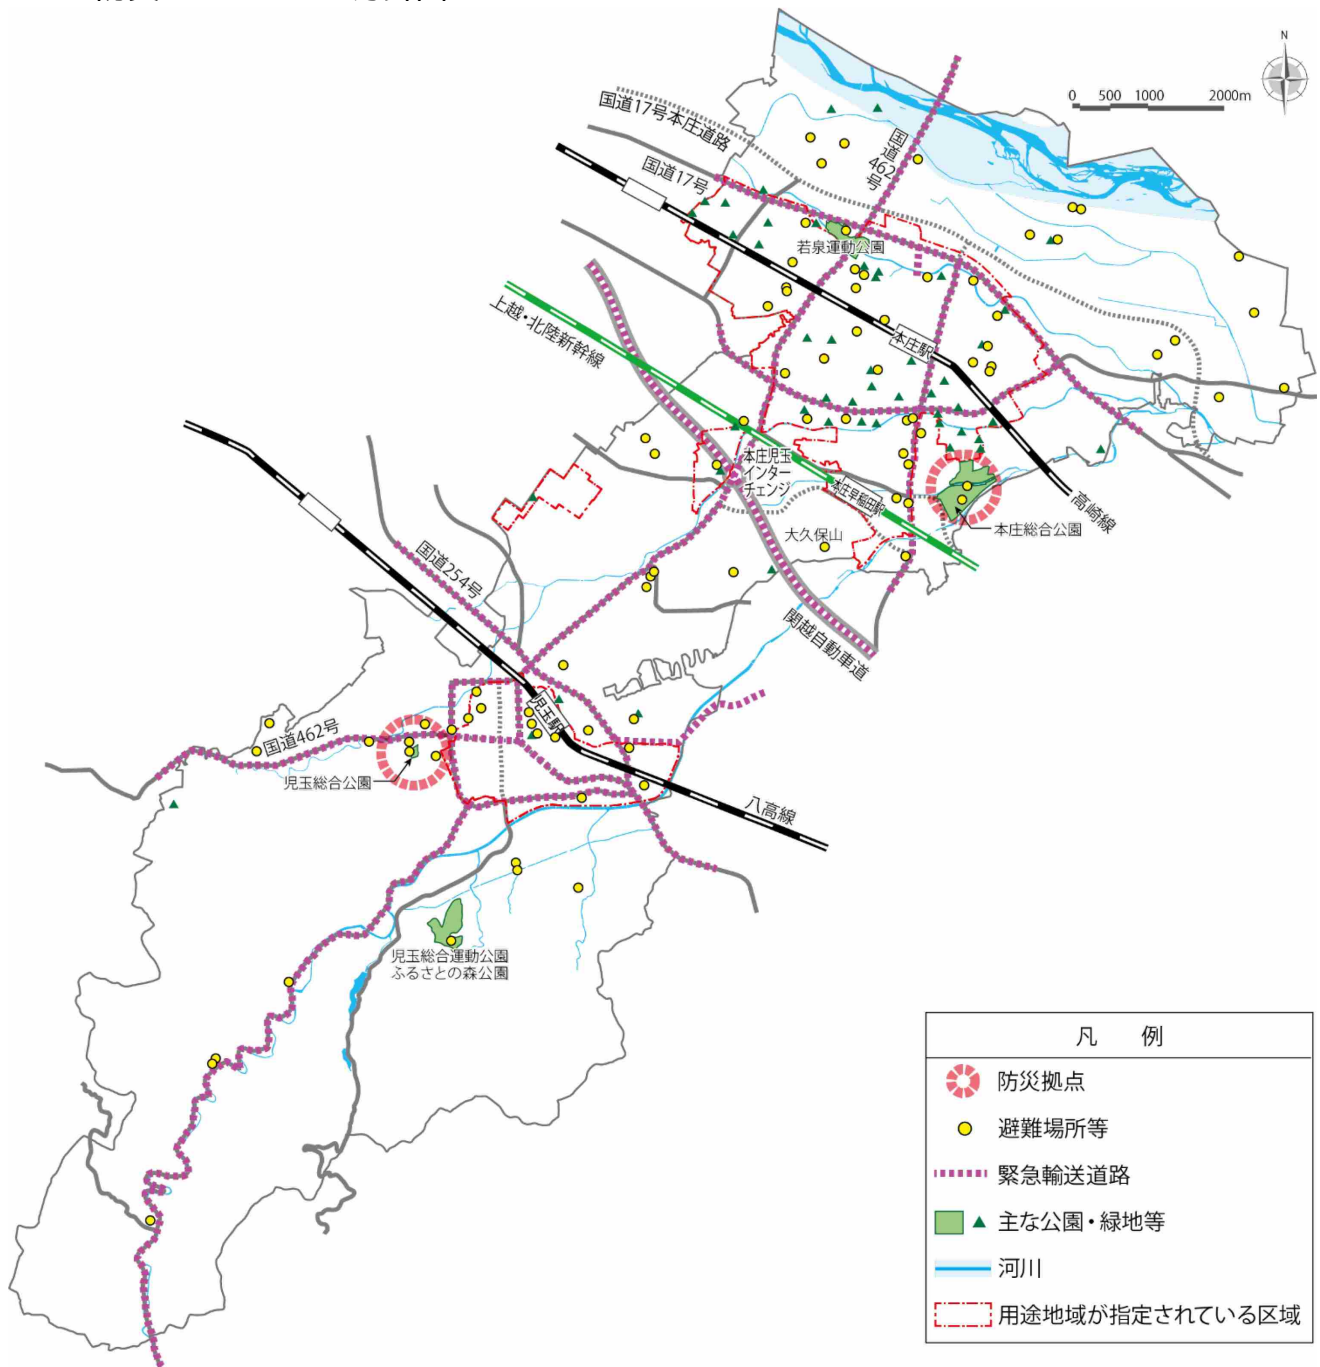 N
0 500 1000 2000m
国道17号本庄道路
国道462号
国道17号
若泉運動公園
上越・北陸新幹線
本庄駅
本庄児玉
インター
チェンジ
本庄早稲田駅
高崎線
本庄総合公園
大久保山
国道254号
関越自動車道
児玉駅
国道462号
児玉総合公園
八高線
児玉総合運動公園
ふるさとの森公園
凡 例
防災拠点
避難場所等
緊急輸送道路
主な公園・緑地等
河川
用途地域が指定されている区域